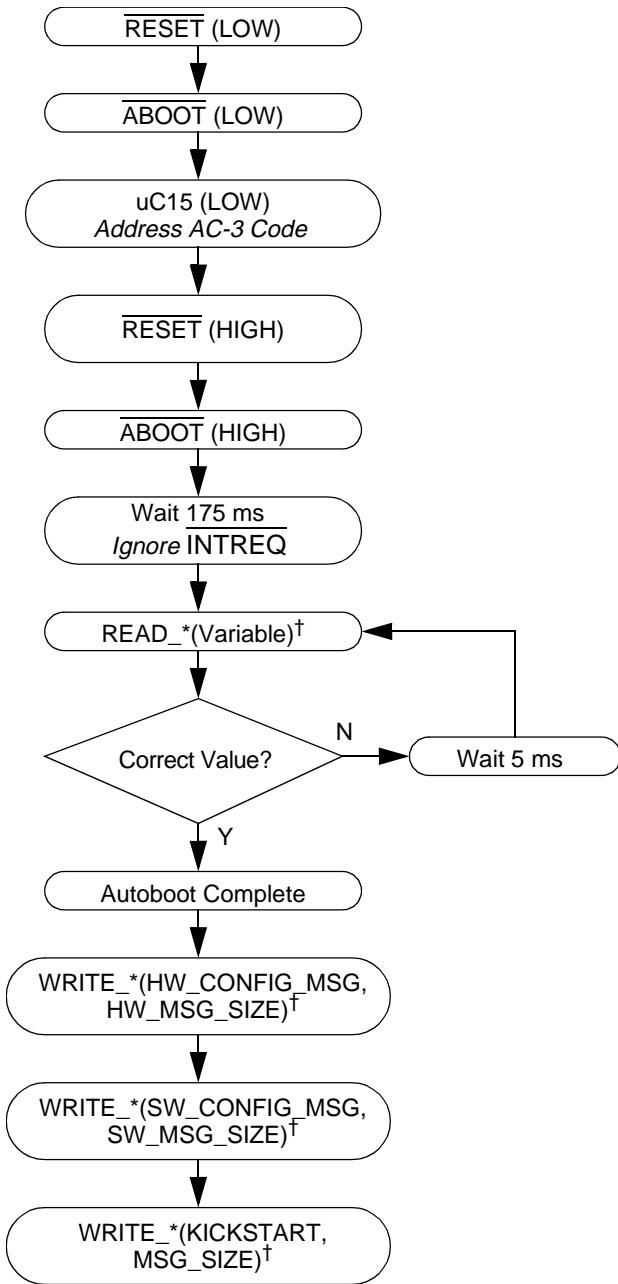 RESET (LOW)
ABOOT (LOW)
uC15 (LOW)
Address AC-3 Code
RESET (HIGH)
ABOOT (HIGH)
Wait 175 ms
Ignore INTREQ
READ_*(Variable)†
Correct Value?
N
Wait 5 ms
Y
Autoboot Complete
WRITE_*(HW_CONFIG_MSG,
HW_MSG_SIZE)†
WRITE_*(SW_CONFIG_MSG,
SW_MSG_SIZE)†
WRITE_*(KICKSTART,
MSG_SIZE)†